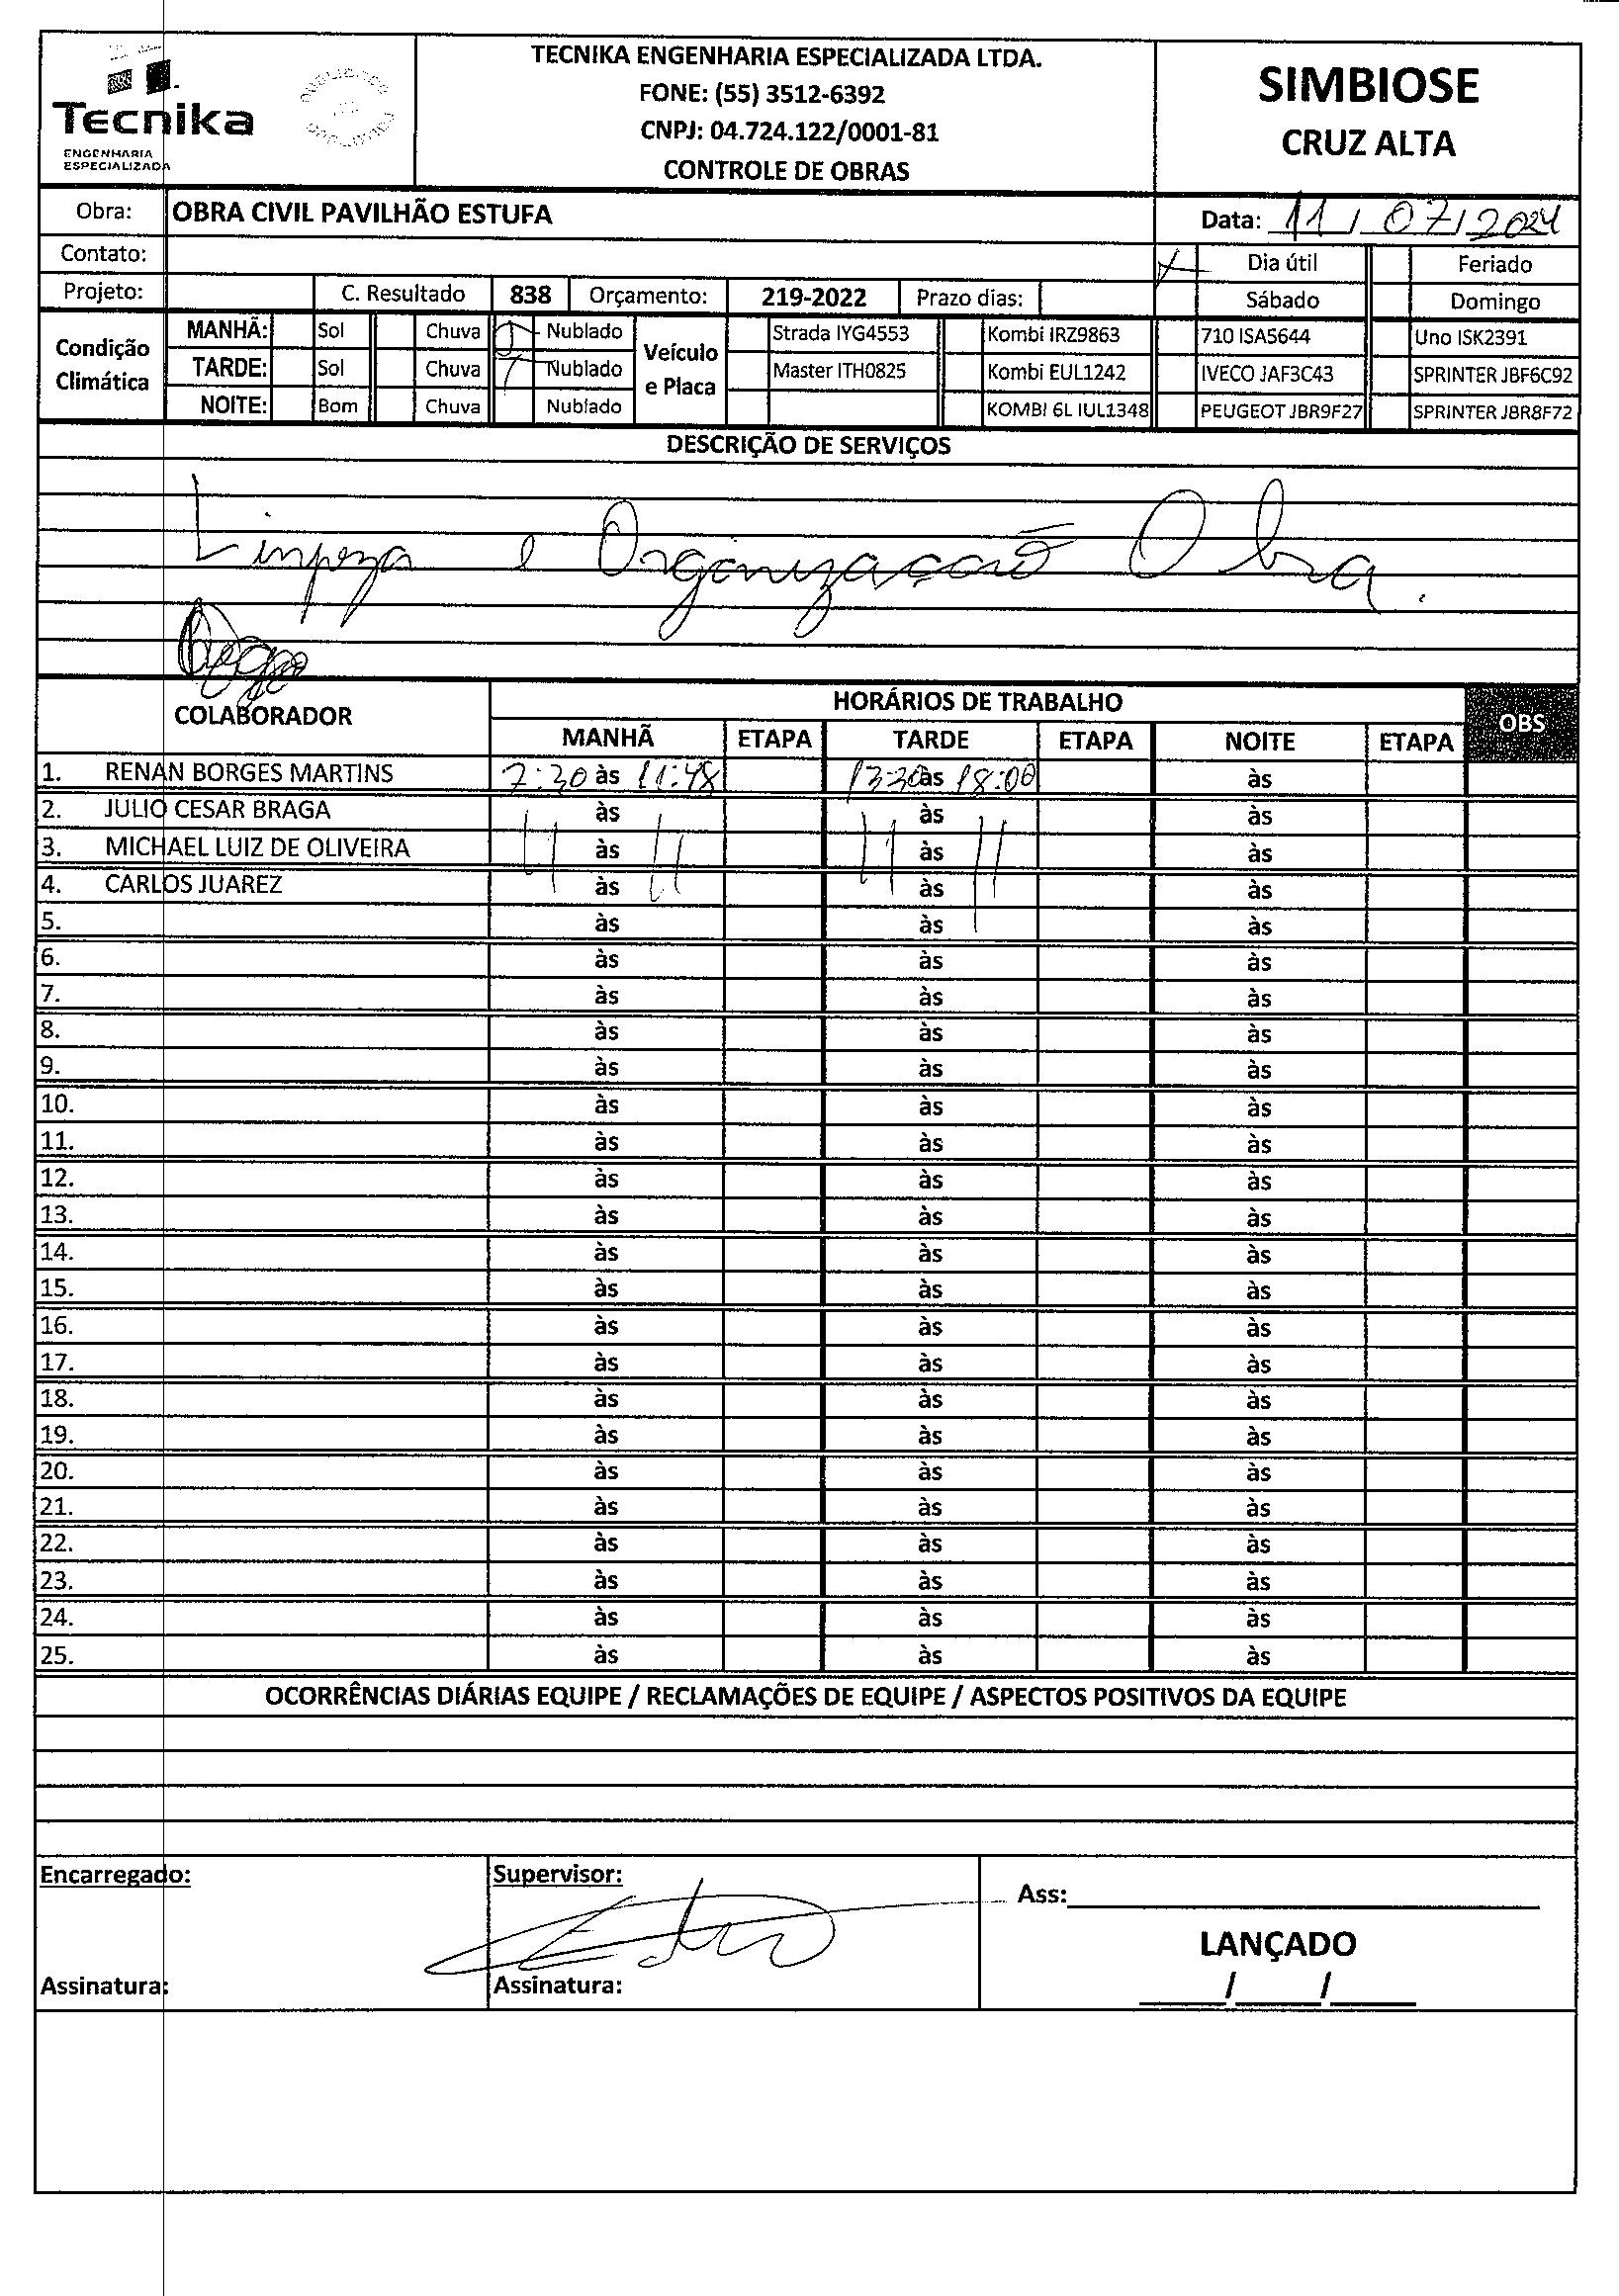 Tecnika
ENGENHARIA
ESPECIALIZADA
TECNIKA ENGENHARIA ESPECIALIZADA LTDA.
FONE: (55) 3512-6392
CNPJ: 04.724.122/0001-81
CONTROLE DE OBRAS
SIMBIOSE
CRUZ ALTA
Obra: OBRA CIVIL PAVILHÃO ESTUFA
Data: 11/07/2024
Contato:
Dia útil Feriado
Projeto: C. Resultado 838 Orçamento: 219-2022 Prazo dias:
Sábado Domingo
Condição Climática
MANHÃ: Sol Chuva Nublado
TARDE: Sol Chuva Nublado
NOITE: Bom Chuva Nublado
Veículo e Placa
Strada IYG4553 Kombi IRZ9863 710 ISA5644 Uno ISK2391
Master ITH0825 Kombi EUL1242 IVECO JAF3C43 SPRINTER JBF6C92
KOMBI 6L IUL1348 PEUGEOT JBR9F27 SPRINTER JBR8F72
DESCRIÇÃO DE SERVIÇOS
Limpeza e Organização Obra.
COLABORADOR HORÁRIOS DE TRABALHO OBS
MANHÃ ETAPA TARDE ETAPA NOITE ETAPA
1. RENAN BORGES MARTINS 7:30 às 11:48 13:30 às 18:00 às
2. JULIO CESAR BRAGA às às às
3. MICHAEL LUIZ DE OLIVEIRA 11 às 11 11 às 11 às
4. CARLOS JUAREZ às às às
5. às às às
6. às às às
7. às às às
8. às às às
9. às às às
10. às às às
11. às às às
12. às às às
13. às às às
14. às às às
15. às às às
16. às às às
17. às às às
18. às às às
19. às às às
20. às às às
21. às às às
22. às às às
23. às às às
24. às às às
25. às às às
OCORRÊNCIAS DIÁRIAS EQUIPE / RECLAMAÇÕES DE EQUIPE / ASPECTOS POSITIVOS DA EQUIPE
Encarregado: Supervisor:
Ass:
LANÇADO
Assinatura: Assinatura:
/ /